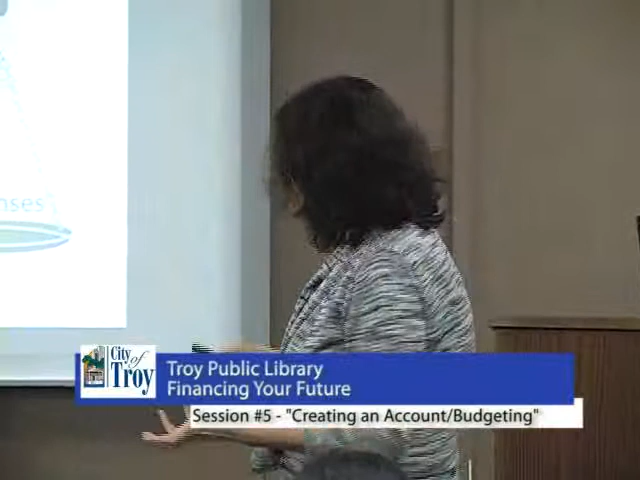 nses
City of
Troy
Troy Public Library
Financing Your Future
Session #5 - "Creating an Account/Budgeting"